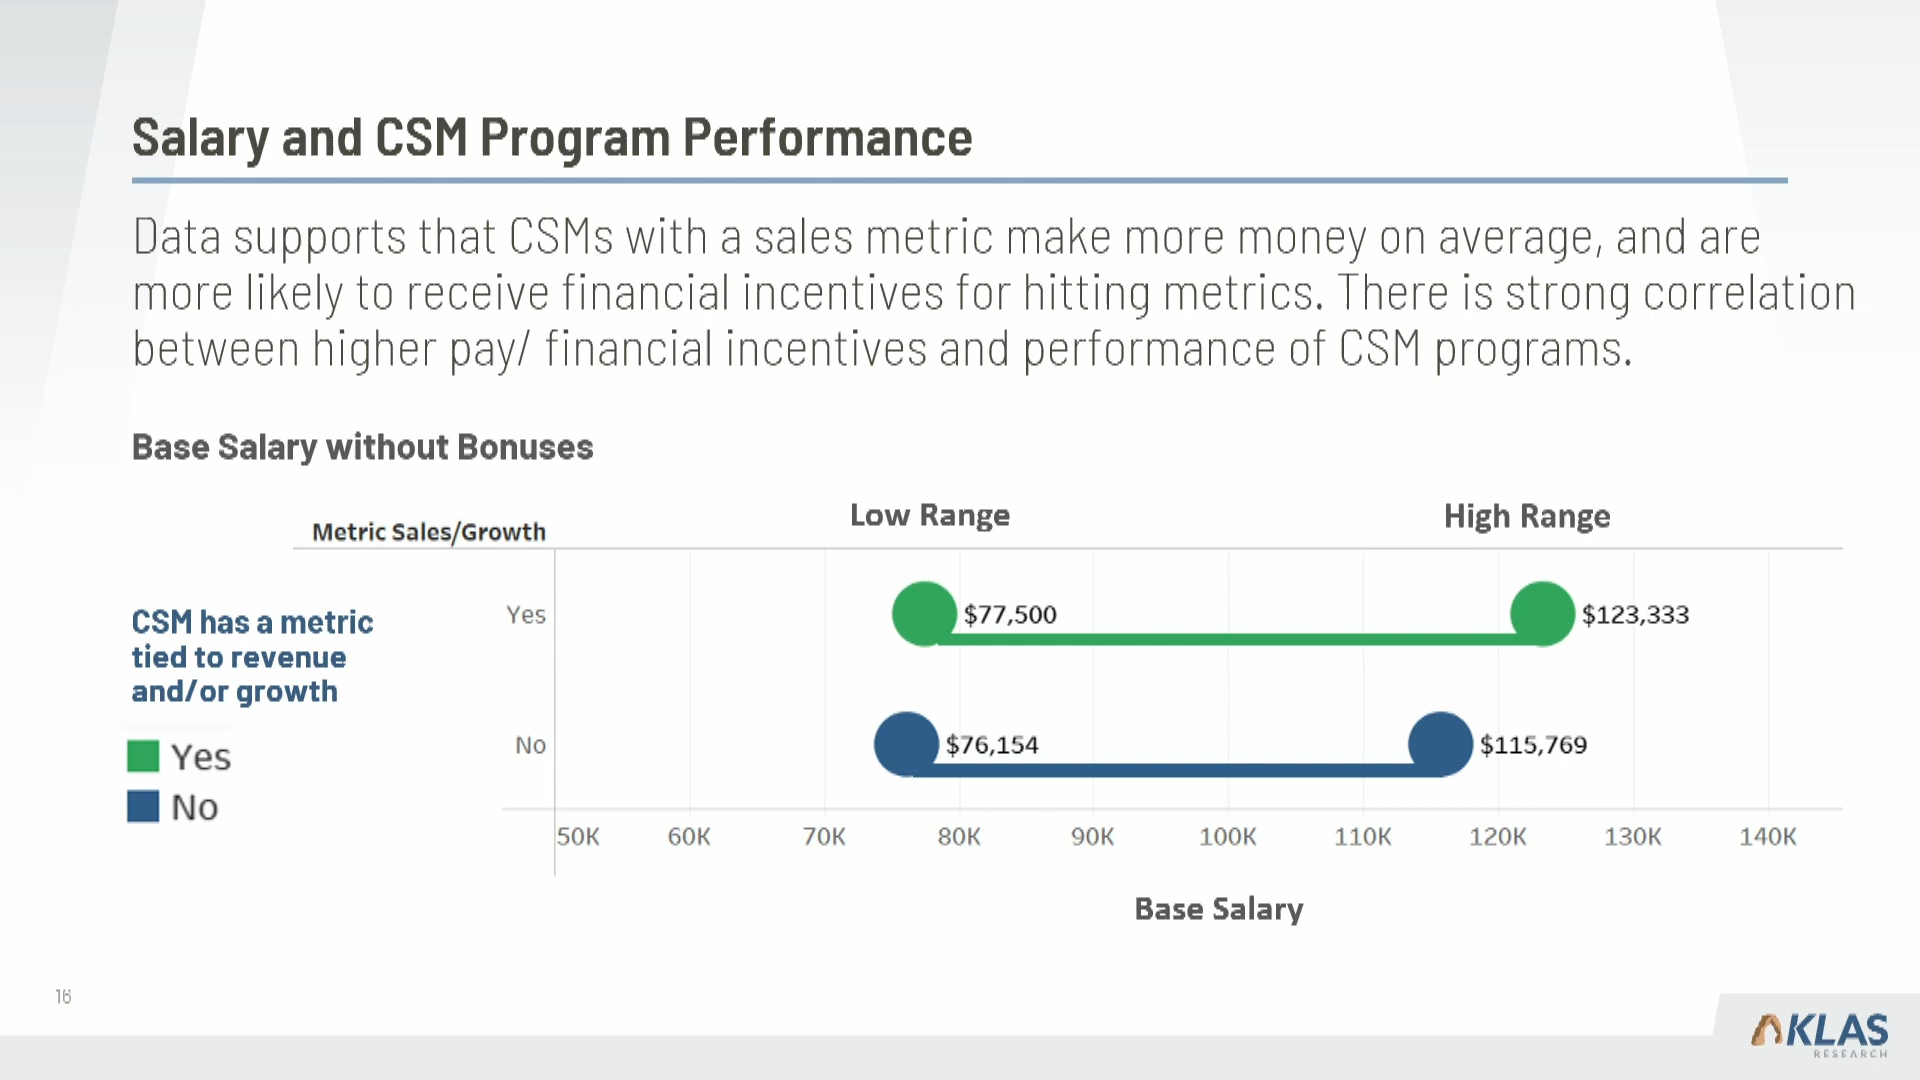 Salary and CSM Program Performance
Data supports that CSMs with a sales metric make more money on average, and are
more likely to receive financial incentives for hitting metrics. There is strong correlation
between higher pay/ financial incentives and performance of CSM programs.
Base Salary without Bonuses
Metric Sales/Growth
Low Range
High Range
CSM has a metric
tied to revenue
and/or growth
Yes
No
Yes
$77,500
$123,333
No
$76,154
$115,769
50K 60K 70K 80K 90K 100K 110K 120K 130K 140K
Base Salary
16
KLAS
RESEARCH